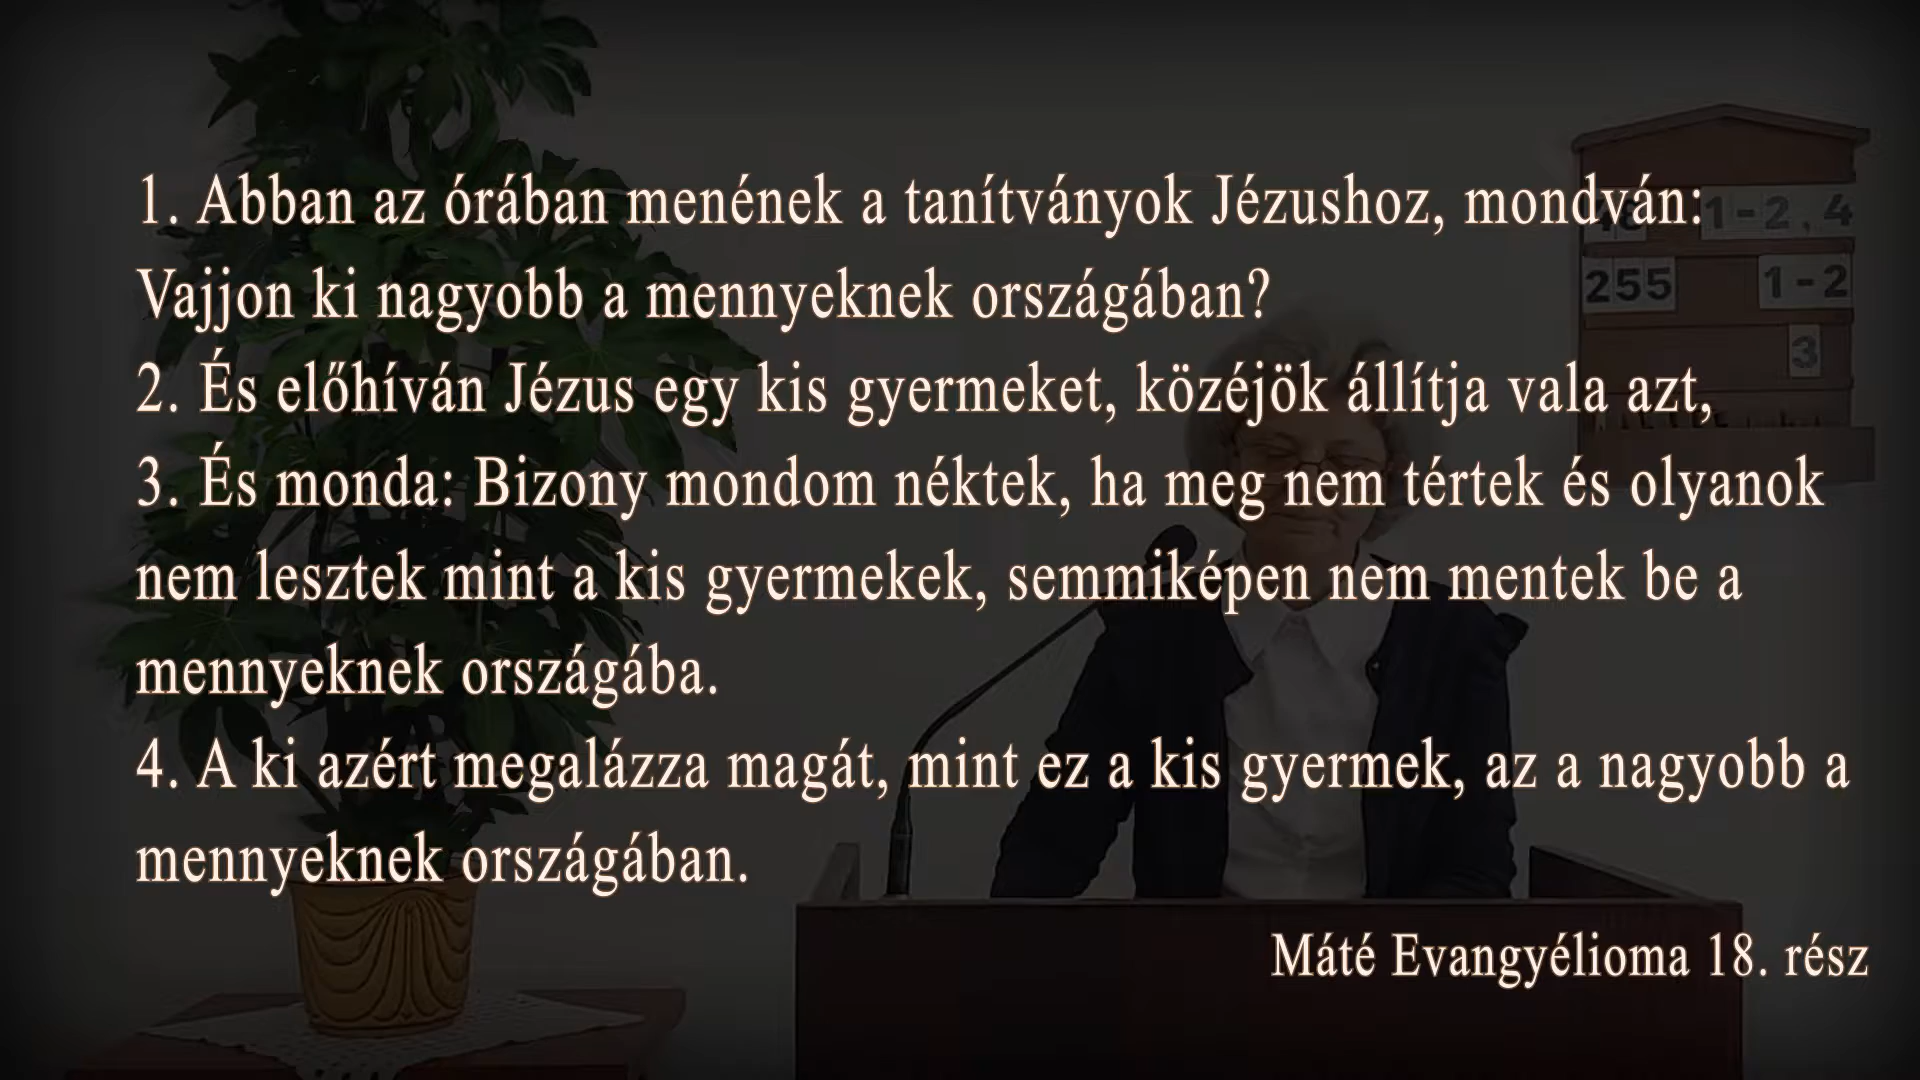 1. Abban az órában menének a tanítványok Jézushoz, mondván:
Vajjon ki nagyobb a mennyeknek országában?
2. És előhíván Jézus egy kis gyermeket, közéjök állítja vala azt,
3. És monda: Bizony mondom néktek, ha meg nem tértek és olyanok
nem lesztek mint a kis gyermekek, semmiképen nem mentek be a
mennyeknek országába.
4. A ki azért megalázza magát, mint ez a kis gyermek, az a nagyobb a
mennyeknek országában.
Máté Evangyélioma 18. rész
1-2,4
255 1-2
3